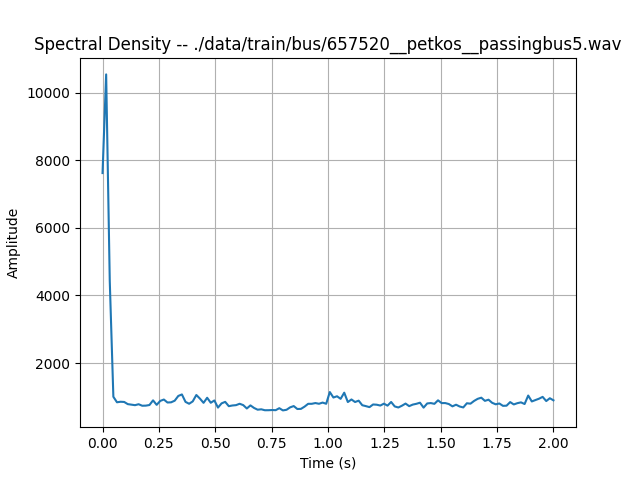 Spectral Density -- ./data/train/bus/657520__petkos__passingbus5.wav
10000
8000
6000
4000
2000
Amplitude
0.00 0.25 0.50 0.75 1.00 1.25 1.50 1.75 2.00
Time (s)